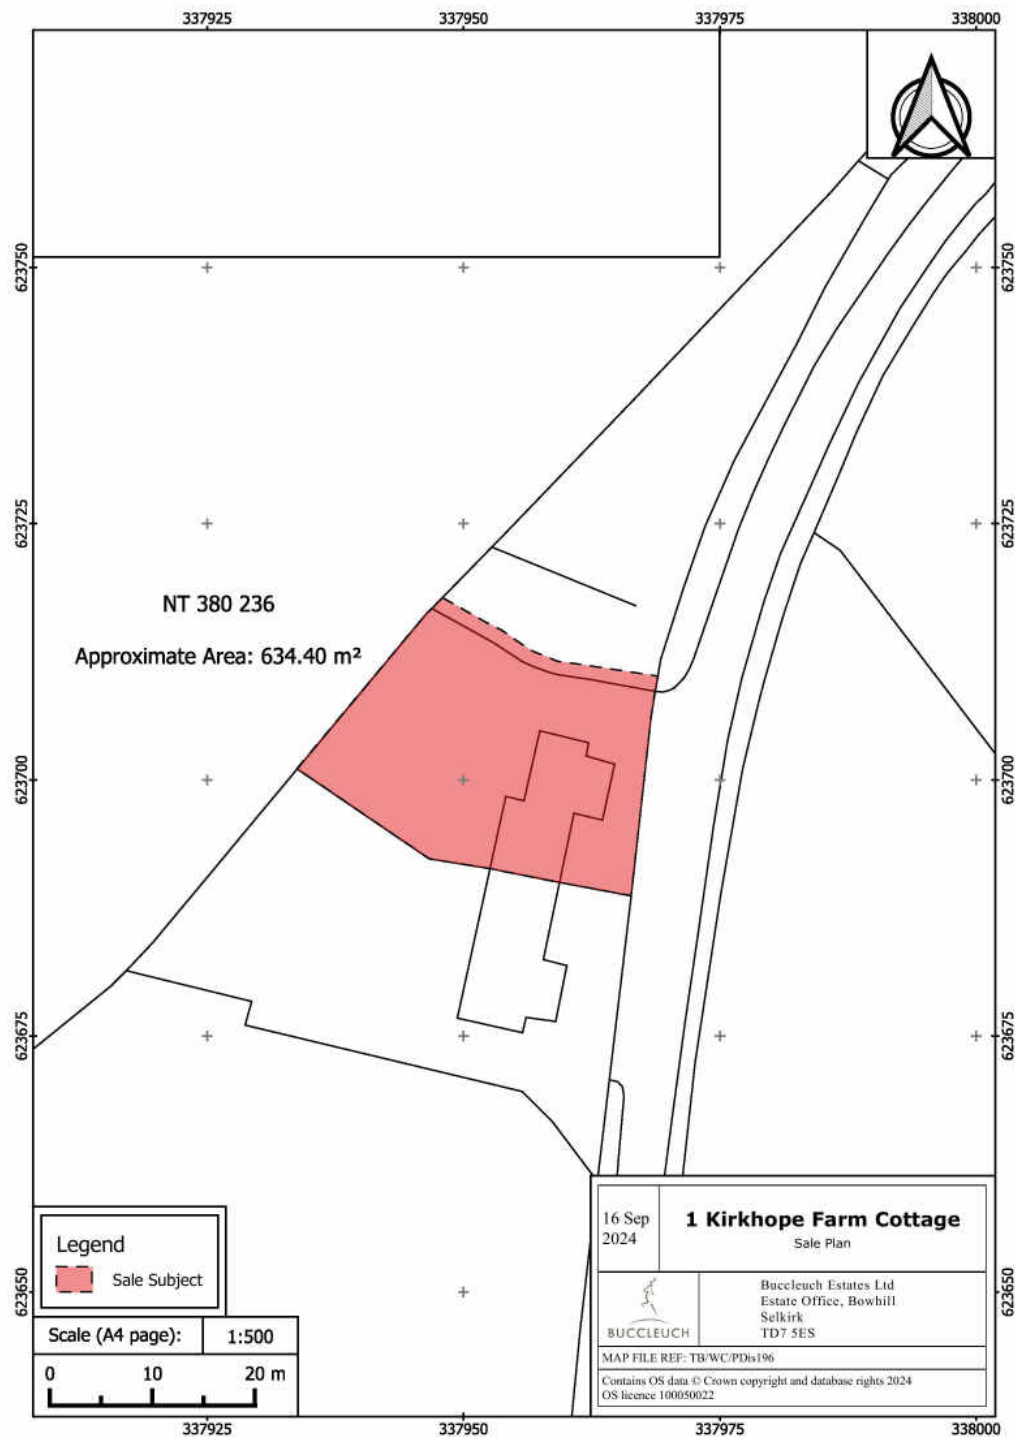 337925
337950
337975
338000
623750
623750
623725
623725
NT 380 236
Approximate Area: 634.40 m²
623700
623700
623675
623675
623650
623650
Legend
Sale Subject
Scale (A4 page):
1:500
0
10
20 m
16 Sep
2024
1 Kirkhope Farm Cottage
Sale Plan
BUCCLEUCH
Buccleuch Estates Ltd
Estate Office, Bowhill
Selkirk
TD7 5ES
MAP FILE REF: TB/WC/PDis196
Contains OS data © Crown copyright and database rights 2024
OS licence 100050022
337925
337950
337975
338000